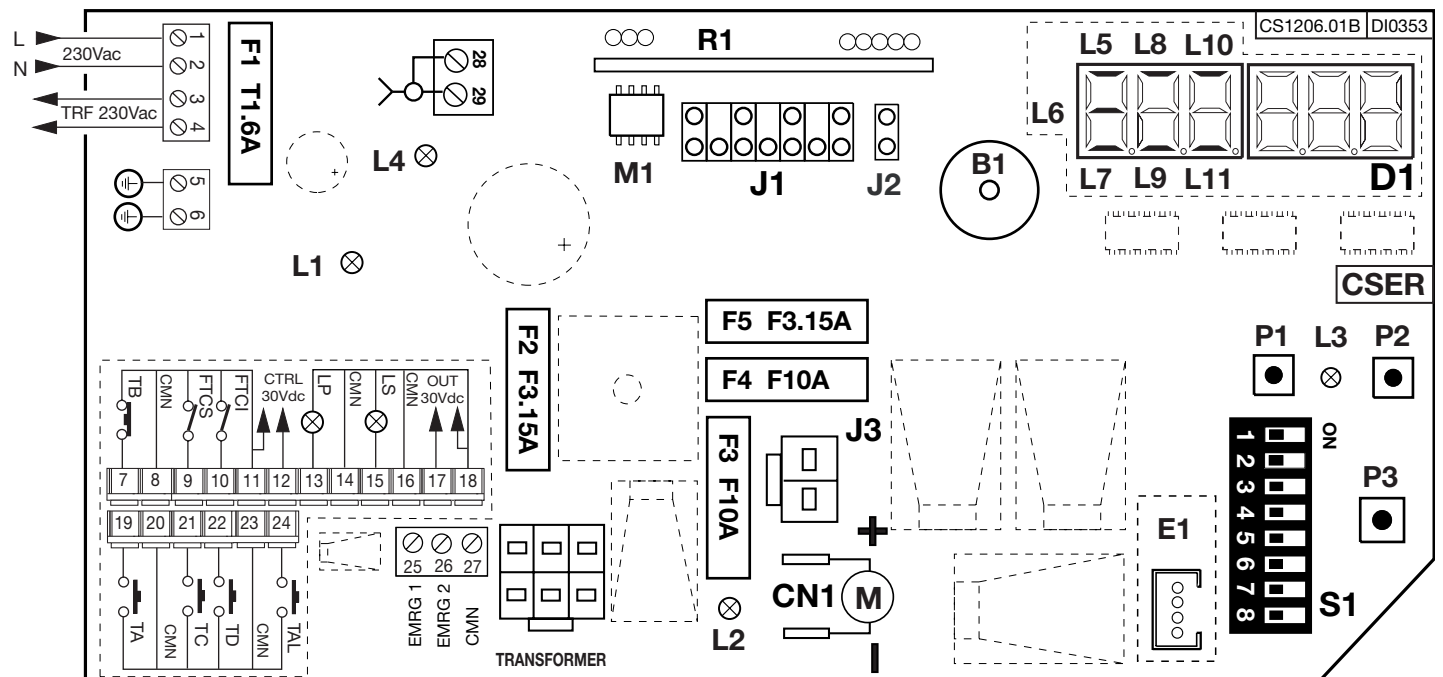 CS1206.01B DI0353
L
230Vac
N
TRF 230Vac
1
2
3
4
5
6
F1 T1.6A
28
29
L4
L1
R1
M1
J1
J2
B1
L5 L8 L10
L6
L7 L9 L11
D1
CSER
F2 F3.15A
F5 F3.15A
F4 F10A
F3 F10A
J3
P1 L3 P2
P3
ON
1
2
3
4
5
6
7
8
S1
E1
TB
CMN
FTCS
FTCI
CTRL
30Vdc
LP
CMN
LS
CMN
OUT
30Vdc
7 8 9 10 11 12 13 14 15 16 17 18
19 20 21 22 23 24
TA
CMN
TC
TD
CMN
TAL
25 26 27
EMRG 1
EMRG 2
CMN
TRANSFORMER
+
CN1 M
L2
-